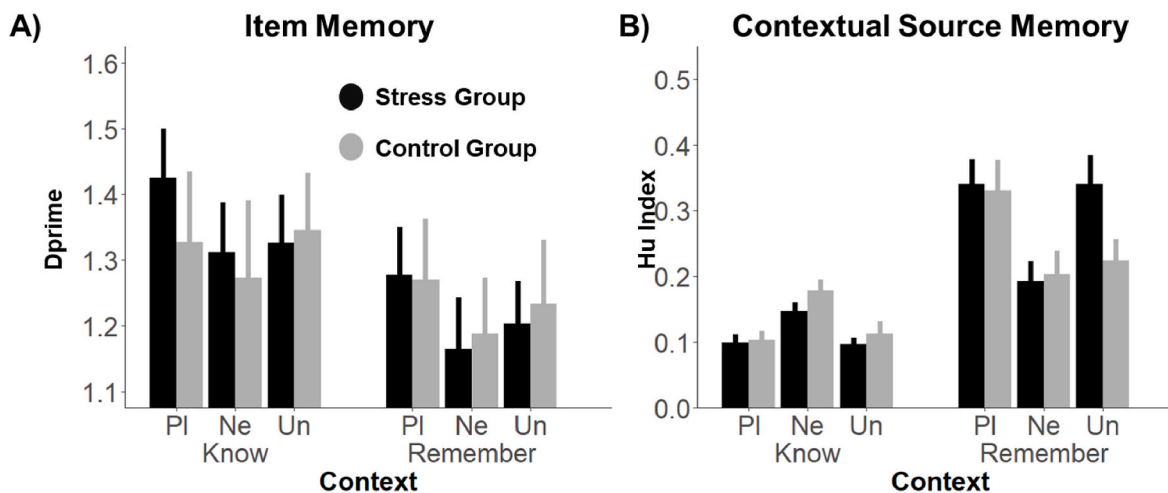 A)
Item Memory
1.6
1.5
1.4
1.3
1.2
1.1
Dprime
Stress Group
Control Group
Pl Ne Un Pl Ne Un
Know Remember
Context
B)
Contextual Source Memory
0.5
0.4
0.3
0.2
0.1
0.0
Hu Index
Pl Ne Un Pl Ne Un
Know Remember
Context